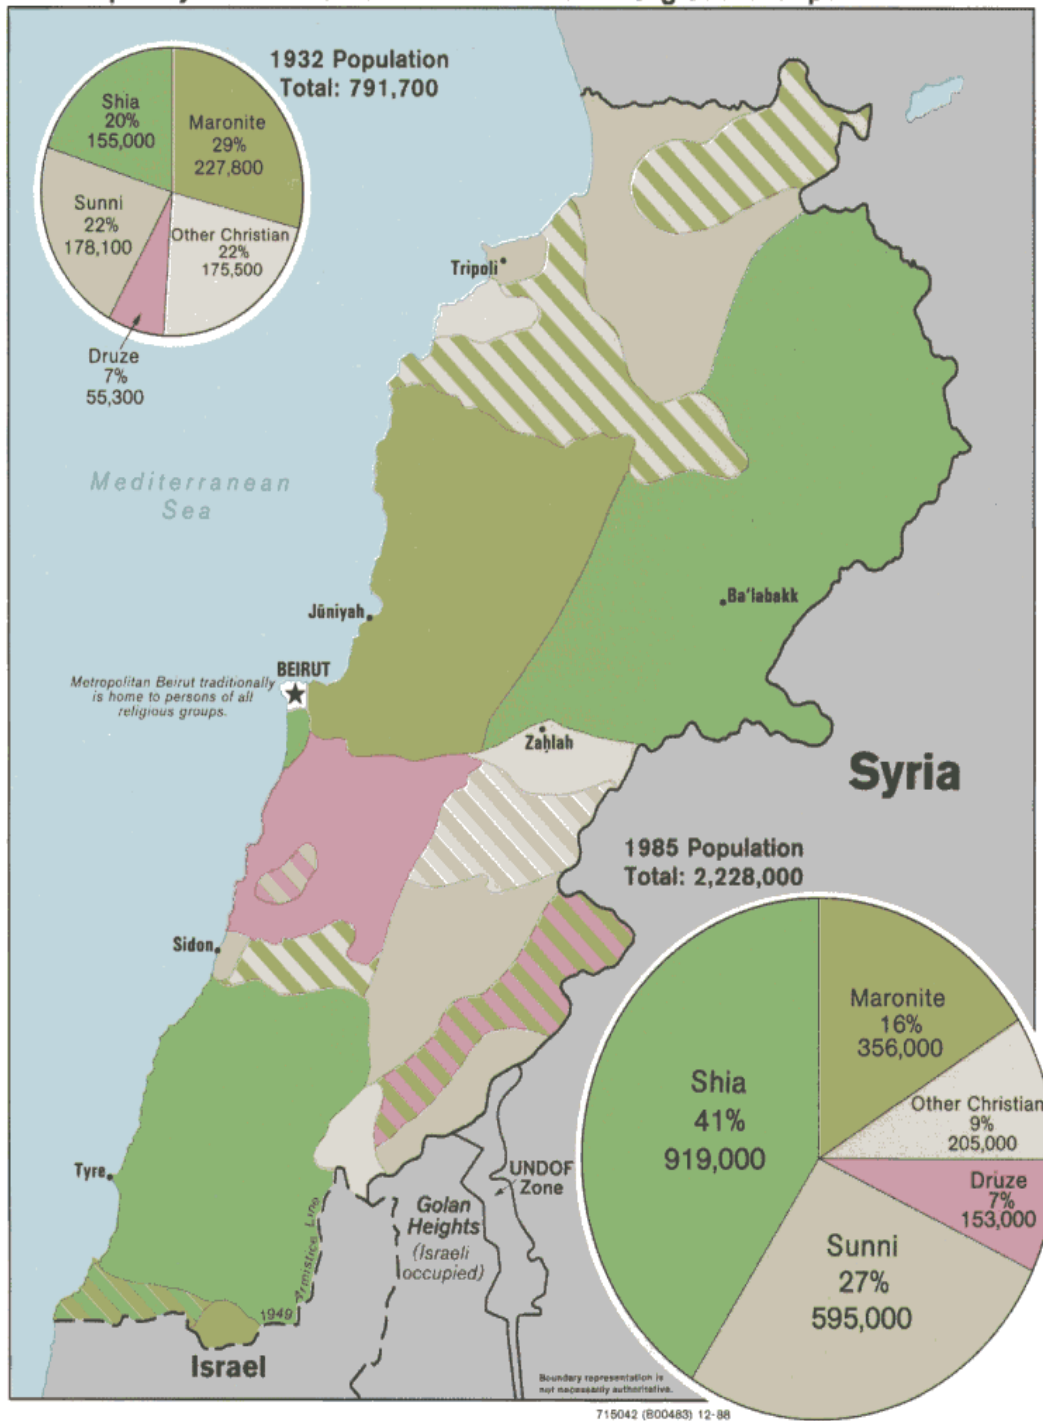 1932 Population
Total: 791,700
Shia
20%
155,000
Maronite
29%
227,800
Sunni
22%
178,100
Other Christian
22%
175,500
Druze
7%
55,300
Tripoli
Mediterranean
Sea
Ba'labakk
Jūniyah
BEIRUT
Metropolitan Beirut traditionally
is home to persons of all
religious groups.
Zaḥlah
Syria
1985 Population
Total: 2,228,000
Maronite
16%
356,000
Shia
41%
919,000
Other Christian
9%
205,000
Druze
7%
153,000
Sunni
27%
595,000
Sidon
Tyre
UNDOF
Zone
Golan
Heights
(Israeli
occupied)
1949 Armistice Line
Israel
Boundary representation is
not necessarily authoritative.
715042 (B00483) 12-88